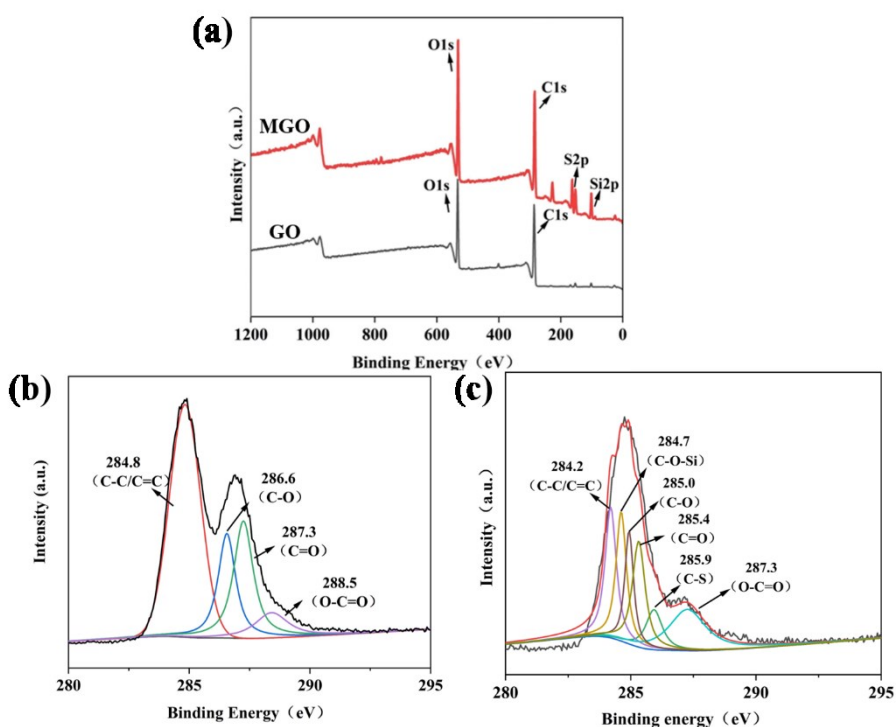 (a)
O1s
C1s
MGO
S2p
Si2p
O1s
C1s
GO
Intensity（a.u.）
1200 1000 800 600 400 200 0
Binding Energy（eV）
(b)
284.8
（C-C/C=C）
286.6
（C-O）
287.3
（C=O）
288.5
（O-C=O）
Intensity (a.u.)
280 285 290 295
Binding Energy（eV）
(c)
284.2
（C-C/C=C）
284.7
（C-O-Si）
285.0
（C-O）
285.4
（C=O）
285.9
（C-S）
287.3
（O-C=O）
Intensity（a.u.）
280 285 290 295
Binding energy（eV）